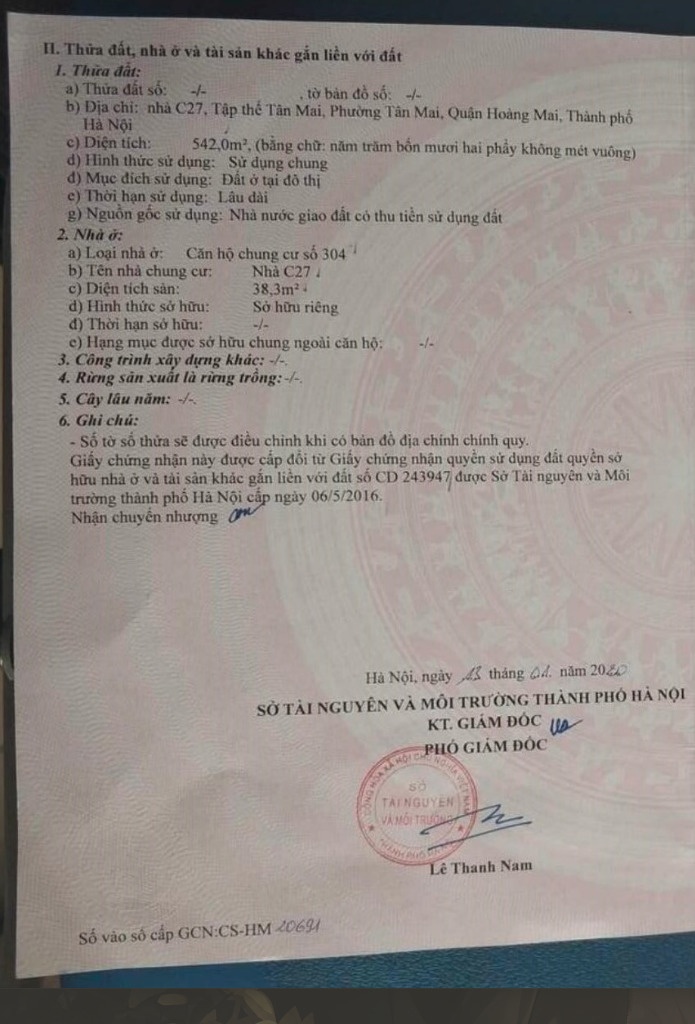 II. Thửa đất, nhà ở và tài sản khác gắn liền với đất
1. Thửa đất:
a) Thửa đất số: -/- , tờ bản đồ số: -/-
b) Địa chỉ: nhà C27, Tập thể Tân Mai, Phường Tân Mai, Quận Hoàng Mai, Thành phố
Hà Nội
c) Diện tích: 542,0m², (bằng chữ: năm trăm bốn mươi hai phẩy không mét vuông)
d) Hình thức sử dụng: Sử dụng chung
đ) Mục đích sử dụng: Đất ở tại đô thị
e) Thời hạn sử dụng: Lâu dài
g) Nguồn gốc sử dụng: Nhà nước giao đất có thu tiền sử dụng đất
2. Nhà ở:
a) Loại nhà ở: Căn hộ chung cư số 304
b) Tên nhà chung cư: Nhà C27
c) Diện tích sàn: 38,3m²
d) Hình thức sở hữu: Sở hữu riêng
đ) Thời hạn sở hữu: -/-
e) Hạng mục được sở hữu chung ngoài căn hộ: -/-
3. Công trình xây dựng khác: -/-.
4. Rừng sản xuất là rừng trồng: -/-.
5. Cây lâu năm: -/-.
6. Ghi chú:
- Số tờ số thửa sẽ được điều chỉnh khi có bản đồ địa chính chính quy.
Giấy chứng nhận này được cấp đổi từ Giấy chứng nhận quyền sử dụng đất quyền sở
hữu nhà ở và tài sản khác gắn liền với đất số CD 243947 được Sở Tài nguyên và Môi
trường thành phố Hà Nội cấp ngày 06/5/2016.
Nhận chuyển nhượng
Hà Nội, ngày 13 tháng 01. năm 2020
SỞ TÀI NGUYÊN VÀ MÔI TRƯỜNG THÀNH PHỐ HÀ NỘI
KT. GIÁM ĐỐC
PHÓ GIÁM ĐỐC
CỘNG HÒA XÃ HỘI CHỦ NGHĨA VIỆT NAM
SỞ
TÀI NGUYÊN
VÀ MÔI TRƯỜNG
THÀNH PHỐ HÀ NỘI
Lê Thanh Nam
Số vào sổ cấp GCN:CS-HM 20691